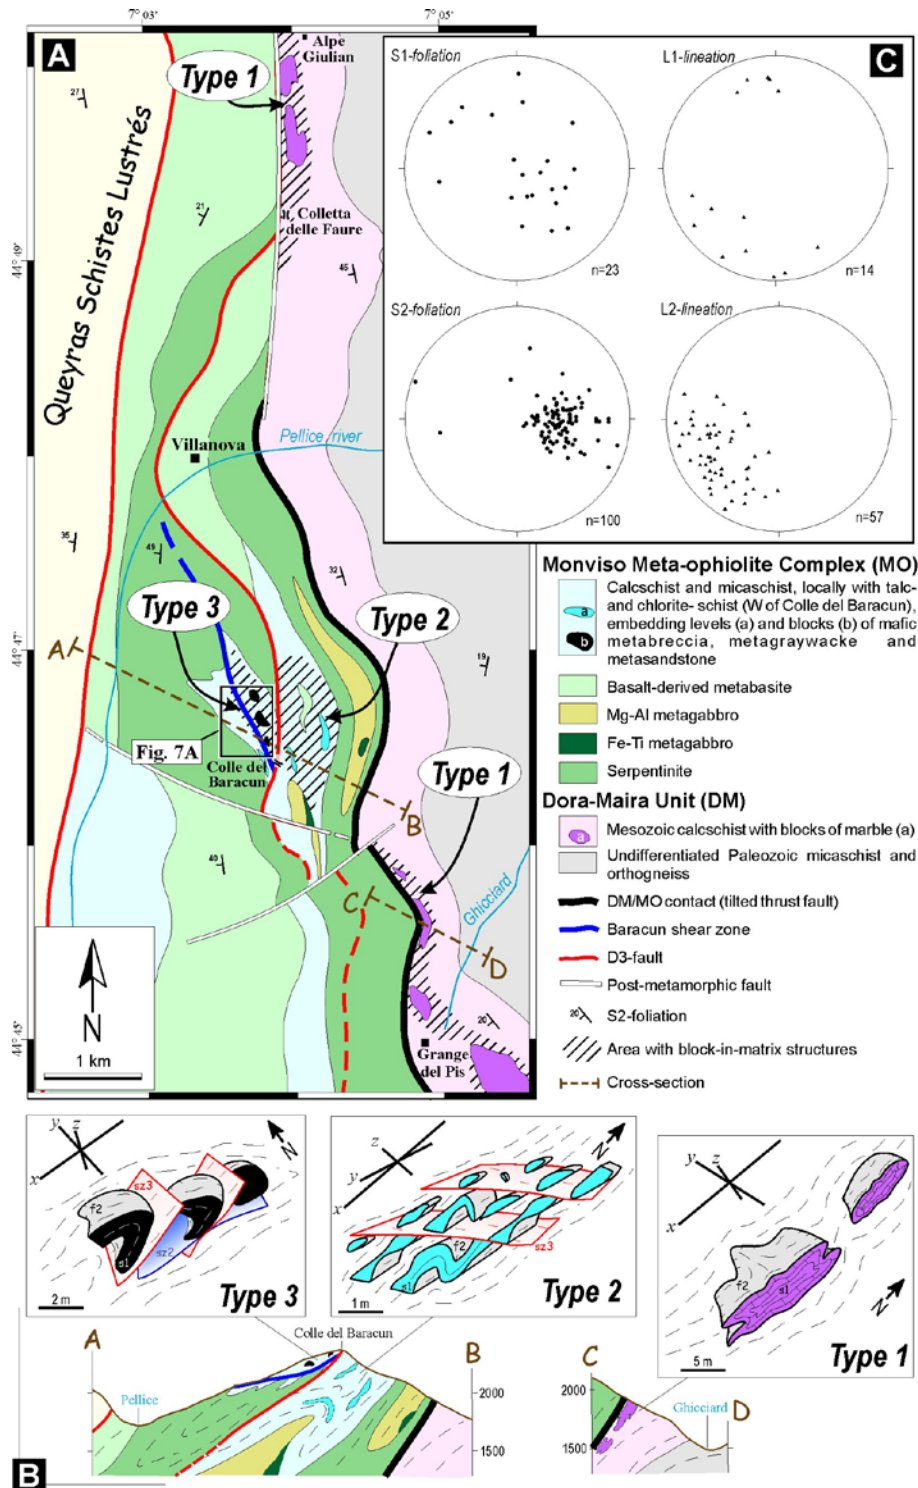 7° 03'
7° 05'
A
Alpe
Giulian
Type 1
27
Queyras Schistes Lustrés
21
Colletta
delle Faure
45
44° 49'
Villanova
Pellice river
35
49
32
Type 3
Type 2
A
44° 47'
19
Fig. 7A
Colle del
Baracun
Type 1
B
40
C
Ghicciard
D
N
1 km
20
44° 45'
Grange
del Pis
C
S1-foliation
L1-lineation
n=23
n=14
S2-foliation
L2-lineation
n=100
n=57
Monviso Meta-ophiolite Complex (MO)
Calcschist and micaschist, locally with talc-
a
and chlorite- schist (W of Colle del Baracun),
embedding levels (a) and blocks (b) of mafic
b
metabreccia, metagraywacke and
metasandstone
Basalt-derived metabasite
Mg-Al metagabbro
Fe-Ti metagabbro
Serpentinite
Dora-Maira Unit (DM)
a
Mesozoic calcschist with blocks of marble (a)
Undifferentiated Paleozoic micaschist and
orthogneiss
DM/MO contact (tilted thrust fault)
Baracun shear zone
D3-fault
Post-metamorphic fault
20
S2-foliation
Area with block-in-matrix structures
Cross-section
y
z
x
N
sz3
f2
s1
sz2
2 m
Type 3
z
y
x
N
f2
s1
sz3
1 m
Type 2
y
z
x
f2
s1
N
5 m
Type 1
A
Colle del Baracun
B
Pellice
2000
1500
C
2000
1500
Ghicciard
D
B